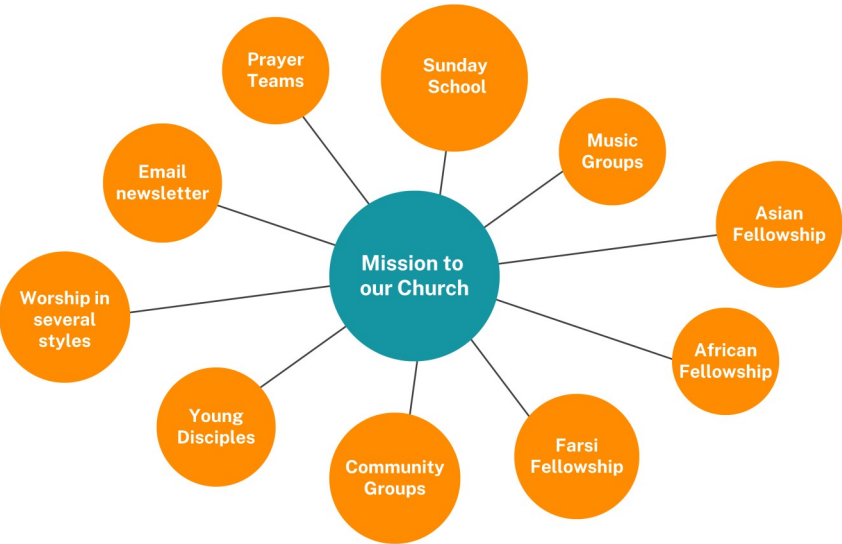 Prayer
Teams
Sunday
School
Music
Groups
Email
newsletter
Asian
Fellowship
Mission to
our Church
Worship in
several
styles
African
Fellowship
Young
Disciples
Community
Groups
Farsi
Fellowship